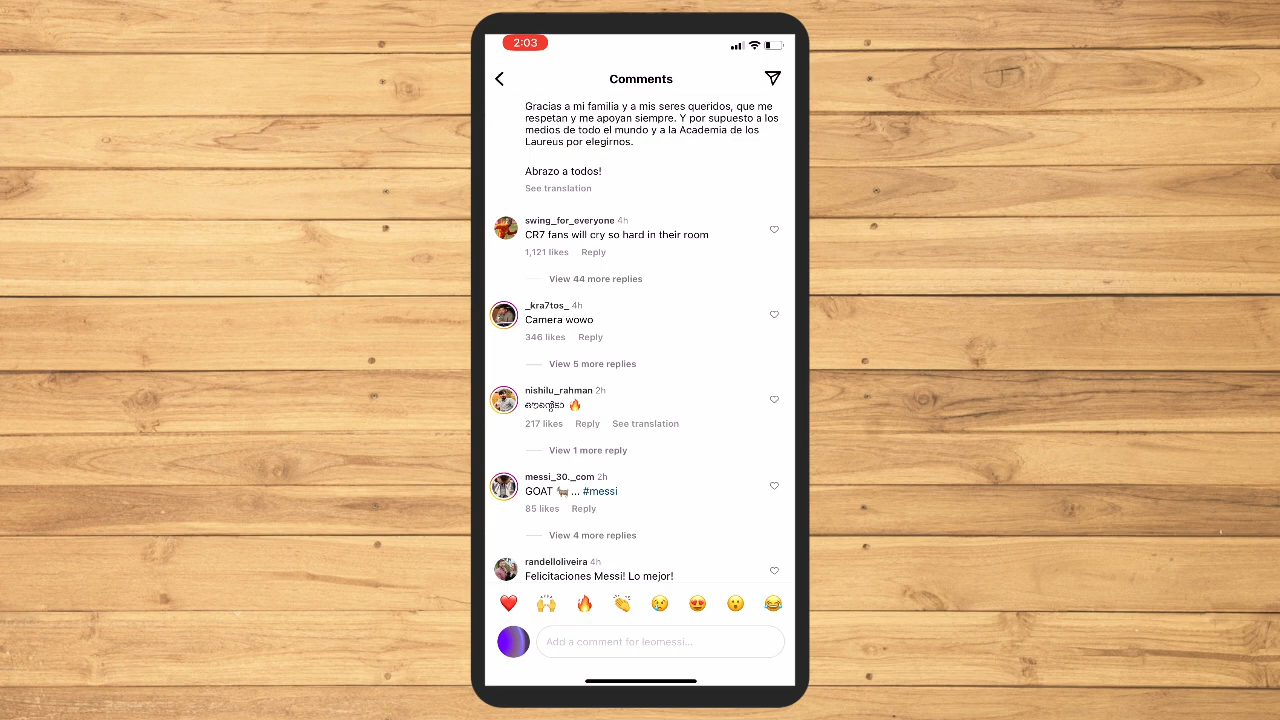 2:03
Comments
Gracias a mi familia y a mis seres queridos, que me
respetan y me apoyan siempre. Y por supuesto a los
medios de todo el mundo y a la Academia de los
Laureus por elegirnos.
Abrazo a todos!
See translation
swing_for_everyone 4h
CR7 fans will cry so hard in their room
1,121 likes Reply
View 44 more replies
_kra7tos_ 4h
Camera wowo
346 likes Reply
View 5 more replies
nishilu_rahman 2h
🔥
217 likes Reply See translation
View 1 more reply
messi_30._com 2h
GOAT 🐐 ... #messi
85 likes Reply
View 4 more replies
randelloliveira 4h
Felicitaciones Messi! Lo mejor!
❤️ 🙌 🔥 👏 😢 😍 😮 😂
Add a comment for leomessi...